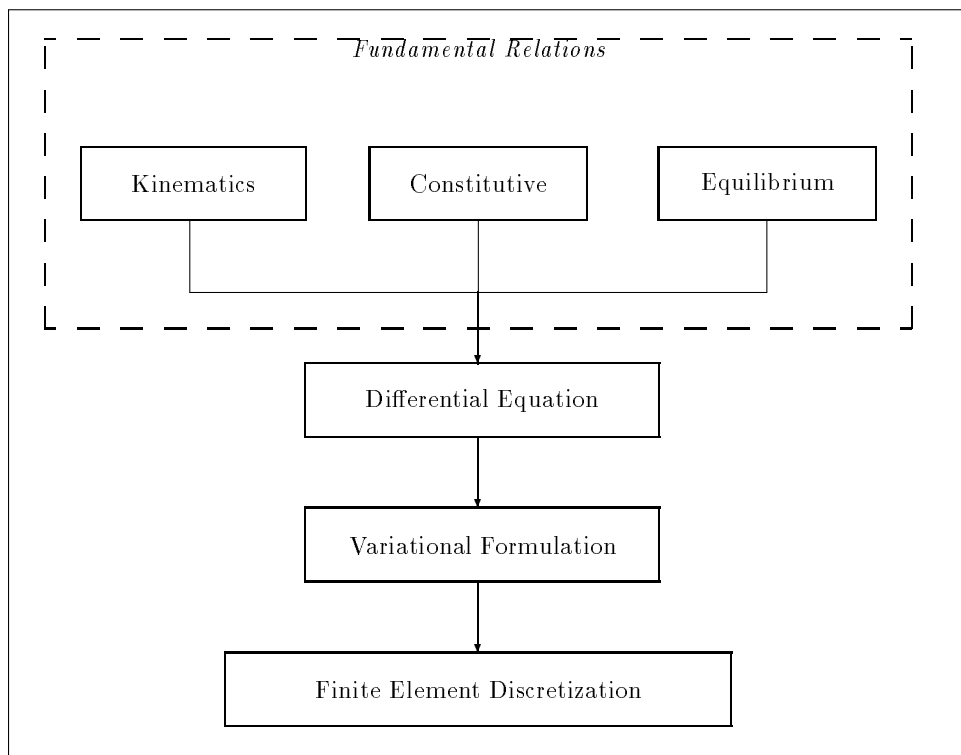 Fundamental Relations
Kinematics
Constitutive
Equilibrium
Differential Equation
Variational Formulation
Finite Element Discretization